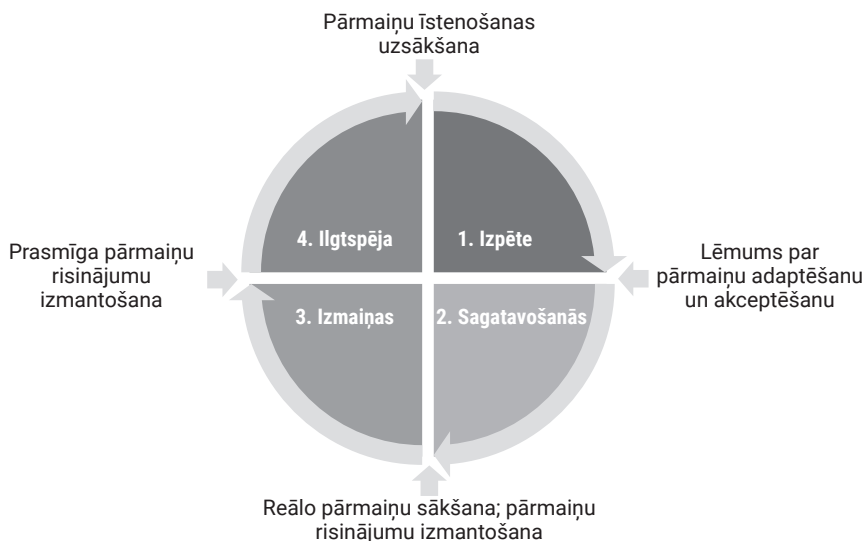 Pārmaiņu īstenošanas
uzsākšana
4. Ilgtspēja
1. Izpēte
Prasmīga pārmaiņu
risinājumu
izmantošana
Lēmums par
pārmaiņu adaptēšanu
un akceptēšanu
3. Izmaiņas
2. Sagatavošanās
Reālo pārmaiņu sākšana; pārmaiņu
risinājumu izmantošana